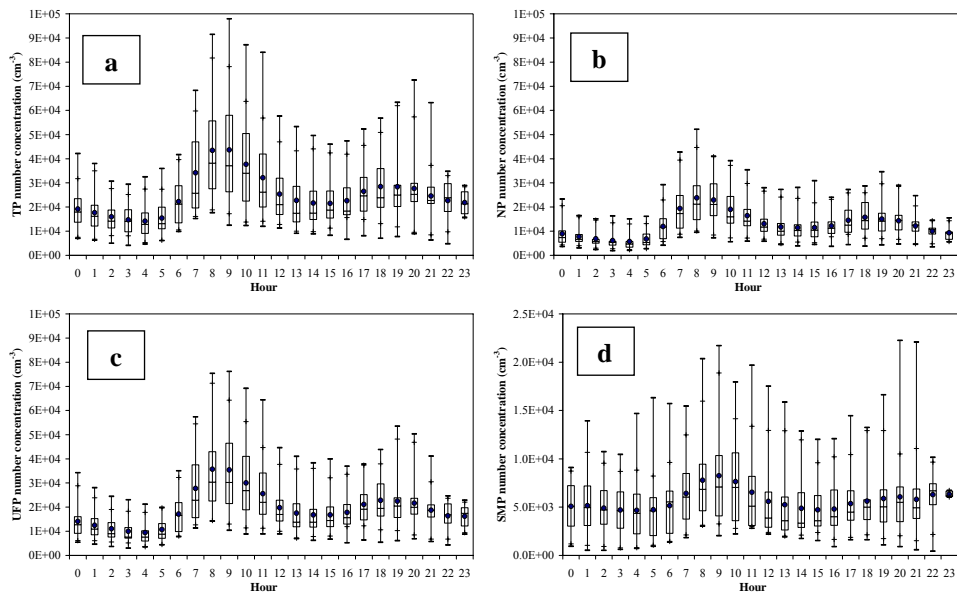 1E+05
9E+04
8E+04
7E+04
6E+04
5E+04
4E+04
3E+04
2E+04
1E+04
0E+00
TP number concentration (cm-3)
a
0 1 2 3 4 5 6 7 8 9 10 11 12 13 14 15 16 17 18 19 20 21 22 23
Hour
1E+05
9E+04
8E+04
7E+04
6E+04
5E+04
4E+04
3E+04
2E+04
1E+04
0E+00
NP number concentration (cm-3)
b
0 1 2 3 4 5 6 7 8 9 10 11 12 13 14 15 16 17 18 19 20 21 22 23
Hour
1E+05
9E+04
8E+04
7E+04
6E+04
5E+04
4E+04
3E+04
2E+04
1E+04
0E+00
UFP number concentration (cm-3)
c
0 1 2 3 4 5 6 7 8 9 10 11 12 13 14 15 16 17 18 19 20 21 22 23
Hour
2.5E+04
2.0E+04
1.5E+04
1.0E+04
5.0E+03
0.0E+00
SMP number concentration (cm-3)
d
0 1 2 3 4 5 6 7 8 9 10 11 12 13 14 15 16 17 18 19 20 21 22 23
Hour